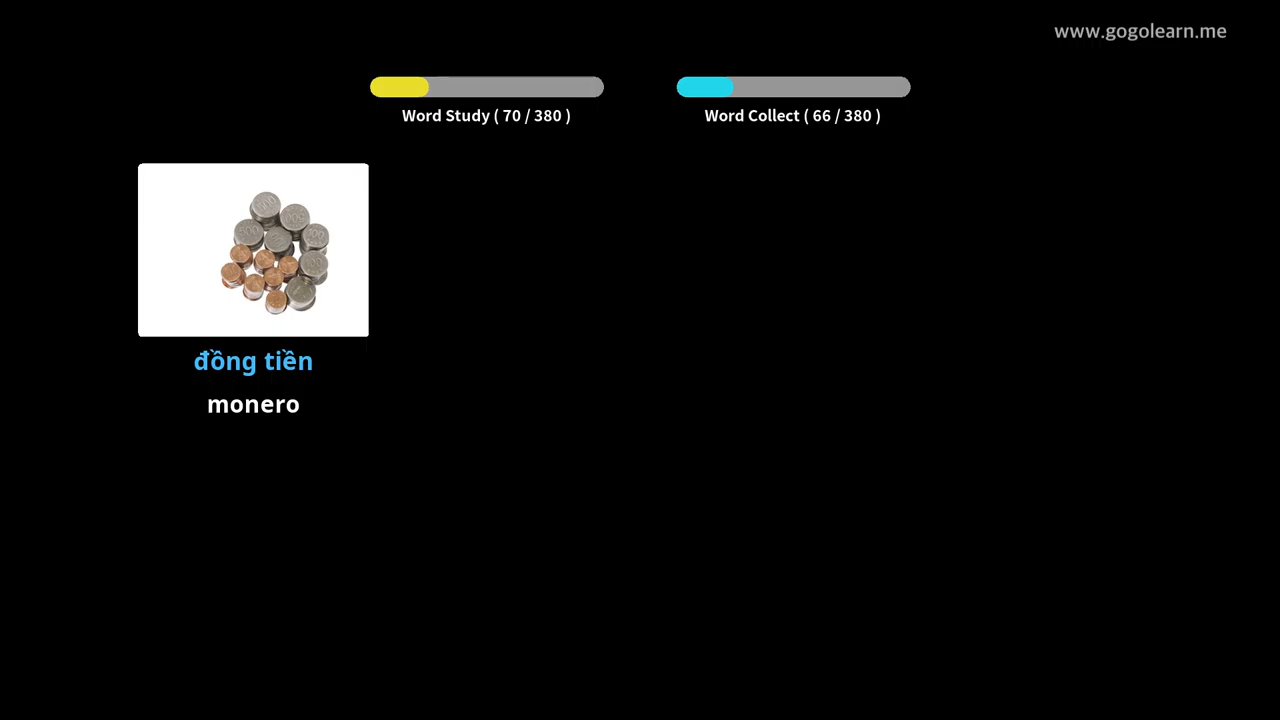 www.gogolearn.me
Word Study ( 70 / 380 )
Word Collect ( 66 / 380 )
đồng tiền
monero